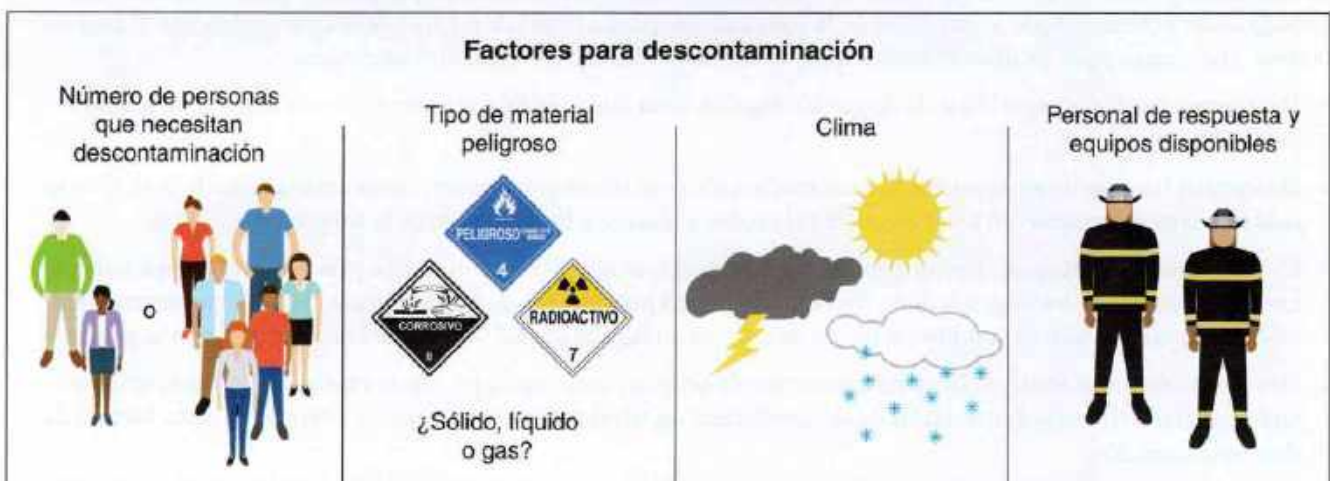 Factores para descontaminación
Número de personas
que necesitan
descontaminación
o
Tipo de material
peligroso
PELIGROSO
4
CORROSIVO
8
RADIOACTIVO
7
¿Sólido, líquido
o gas?
Clima
Personal de respuesta y
equipos disponibles